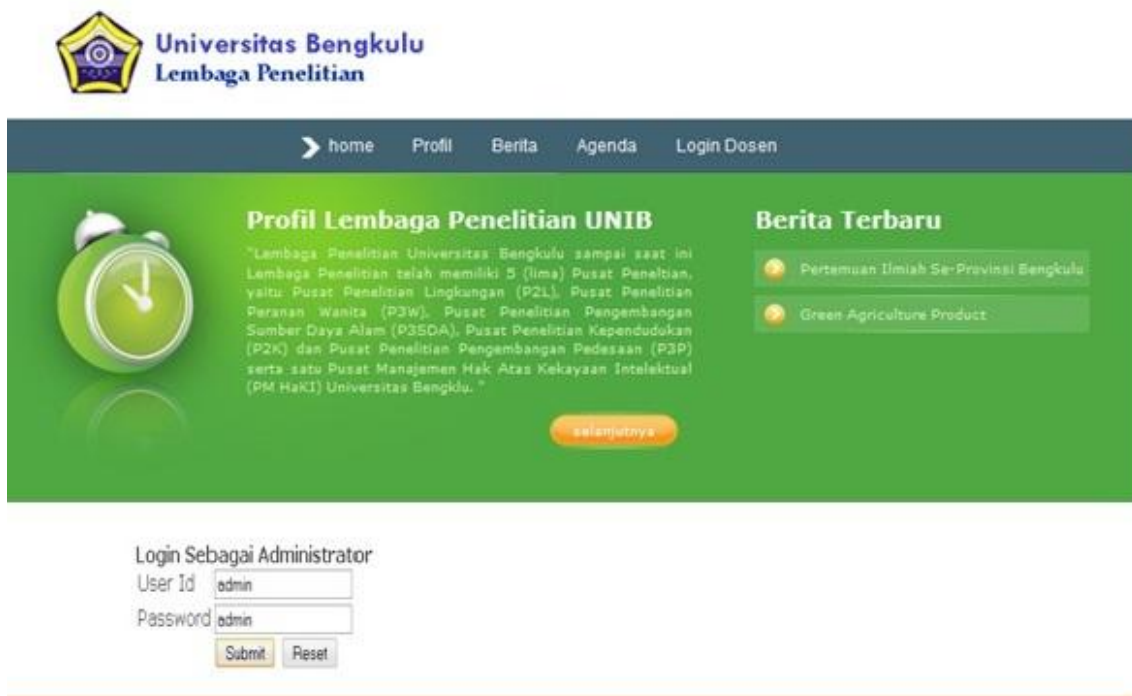 Universitas Bengkulu
Lembaga Penelitian
home Profil Berita Agenda Login Dosen
Profil Lembaga Penelitian UNIB
"Lembaga Penelitian Universitas Bengkulu sampai saat ini
Lembaga Penelitian telah memiliki 5 (lima) Pusat Peneltian,
yaitu Pusat Penelitian Lingkungan (P2L), Pusat Penelitian
Peranan Wanita (P3W), Pusat Penelitian Pengembangan
Sumber Daya Alam (P3SDA), Pusat Penelitian Kependudukan
(P2K) dan Pusat Penelitian Pengembangan Pedesaan (P3P)
serta satu Pusat Manajemen Hak Atas Kekayaan Intelektual
(PM HaKI) Universitas Bengklu. "
selanjutnya
Berita Terbaru
Pertemuan Ilmiah Se-Provinsi Bengkulu
Green Agriculture Product
Login Sebagai Administrator
User Id admin
Password admin
Submit Reset